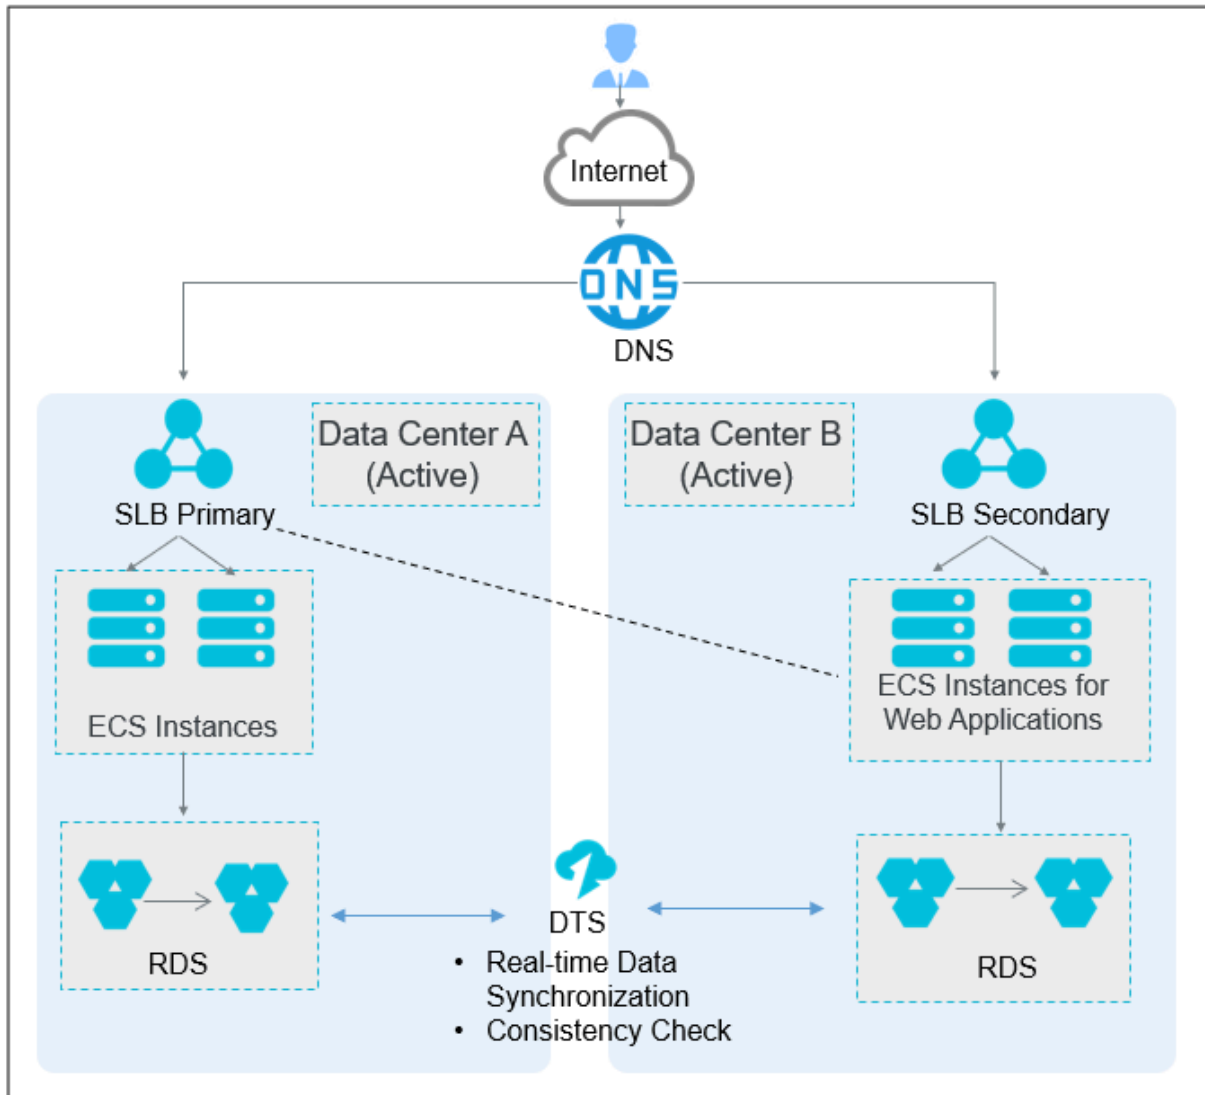 Internet
DNS
DNS
Data Center A
(Active)
Data Center B
(Active)
SLB Primary
SLB Secondary
ECS Instances
ECS Instances for
Web Applications
RDS
DTS
• Real-time Data
Synchronization
• Consistency Check
RDS